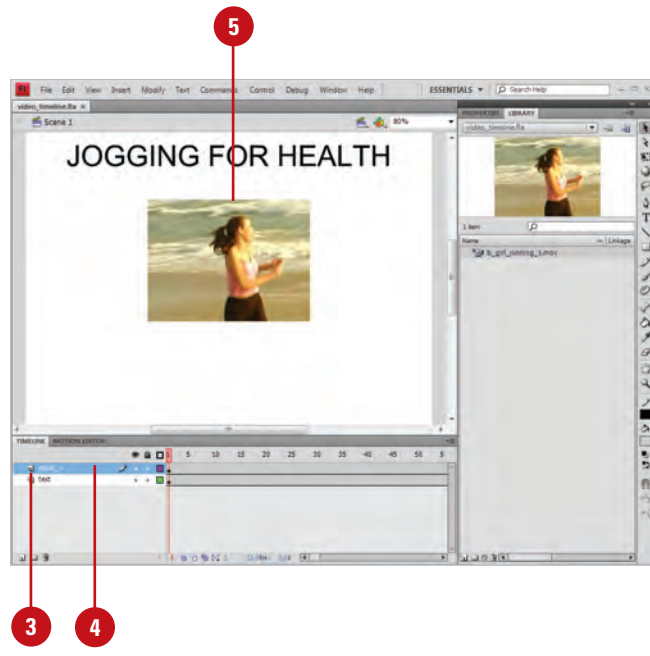 5
Fl File Edit View Insert Modify Text Commands Control Debug Window Help ESSENTIALS Search Help
video_timeline.fla
Scene 1 80%
JOGGING FOR HEALTH
PROPERTIES LIBRARY
video_timeline.fla
1 item
Name Linkage
TIMELINE MOTION EDITOR
5 10 15 20 25 30 35 40 45 50 5
text
3 4